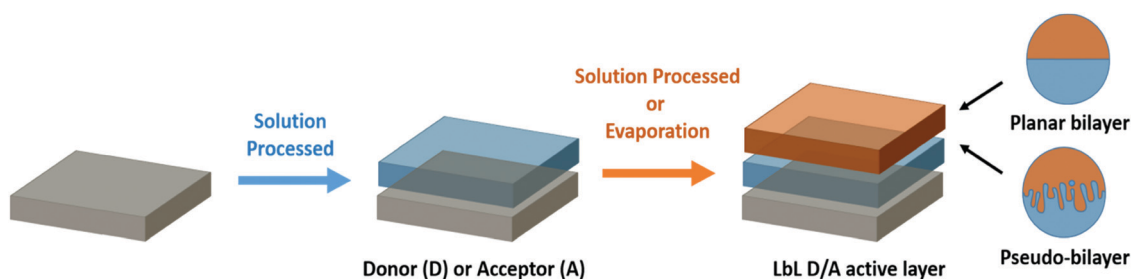 Solution
Processed
Solution Processed
or
Evaporation
Planar bilayer
Pseudo-bilayer
Donor (D) or Acceptor (A)
LbL D/A active layer